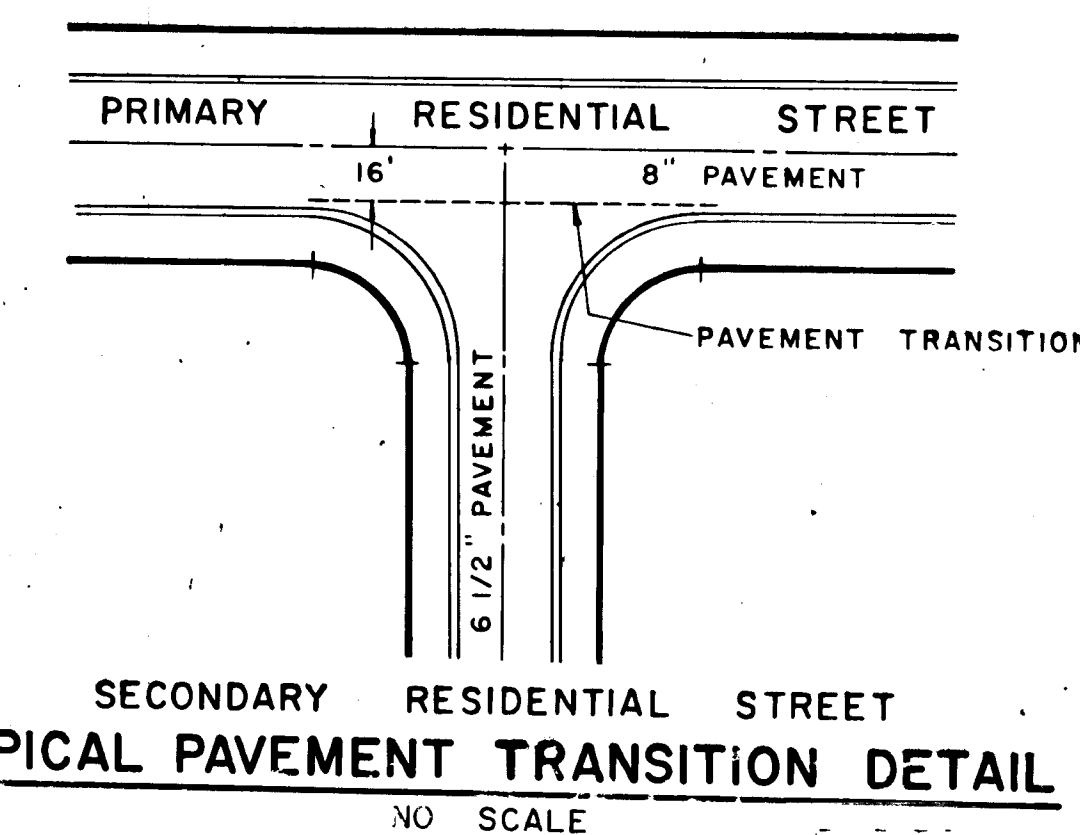 PRIMARY RESIDENTIAL STREET
16'
8" PAVEMENT
PAVEMENT TRANSITION
6 1/2" PAVEMENT
SECONDARY RESIDENTIAL STREET
PICAL PAVEMENT TRANSITION DETAIL
NO SCALE